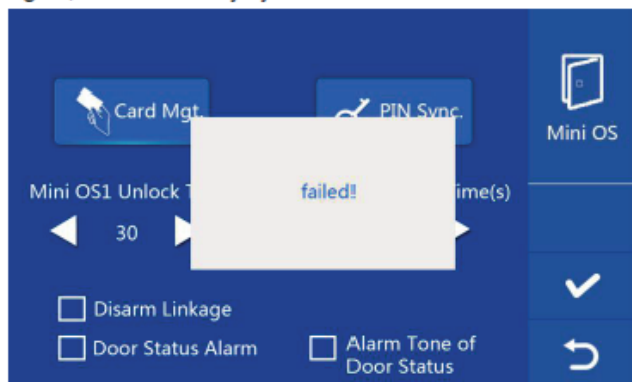 Card Mgt.
PIN Sync.
Mini OS
Mini OS1 Unlock
failed!!
ime(s)
30
Disarm Linkage
Door Status Alarm
Alarm Tone of
Door Status